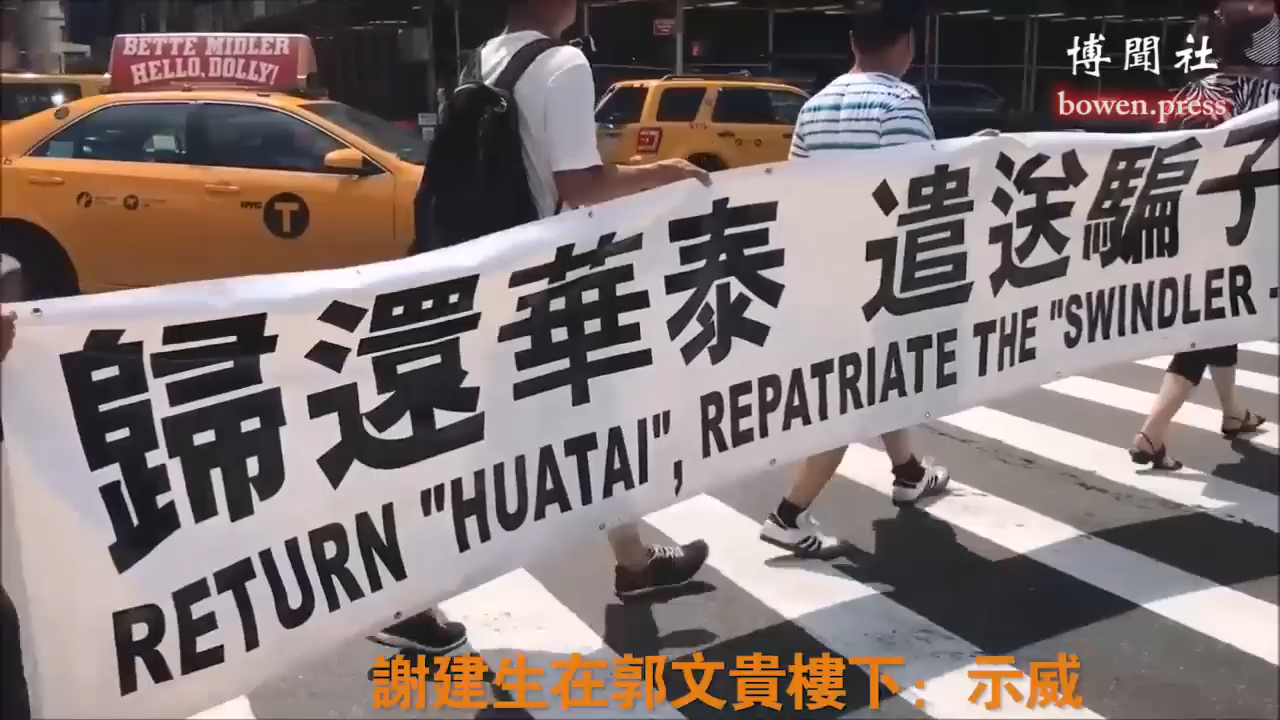 BETTE MIDLER
HELLO, DOLLY!
博聞社
bowen.press
NYC T
歸還華泰 遣送騙子
RETURN "HUATAI", REPATRIATE THE "SWINDLER -
謝建生在郭文貴樓下：示威